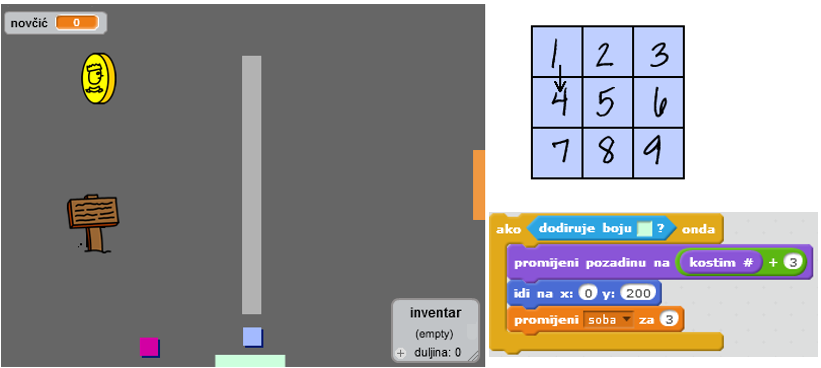 novčić 0
inventar
(empty)
+ duljina: 0
1 2 3
4 5 6
7 8 9
ako dodiruje boju ? onda
promijeni pozadinu na kostim # + 3
idi na x: 0 y: 200
promijeni soba za 3